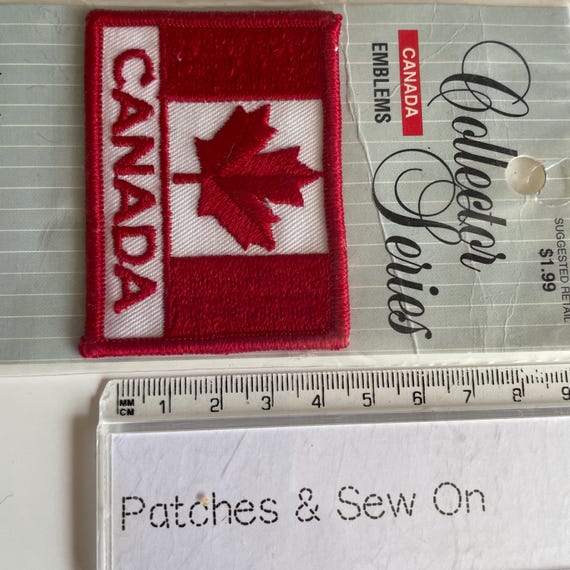 CANADA
CANADA
EMBLEMS
Collector
Series
SUGGESTED RETAIL
$1.99
MM
CM
1 2 3 4 5 6 7 8 9
Patches & Sew On